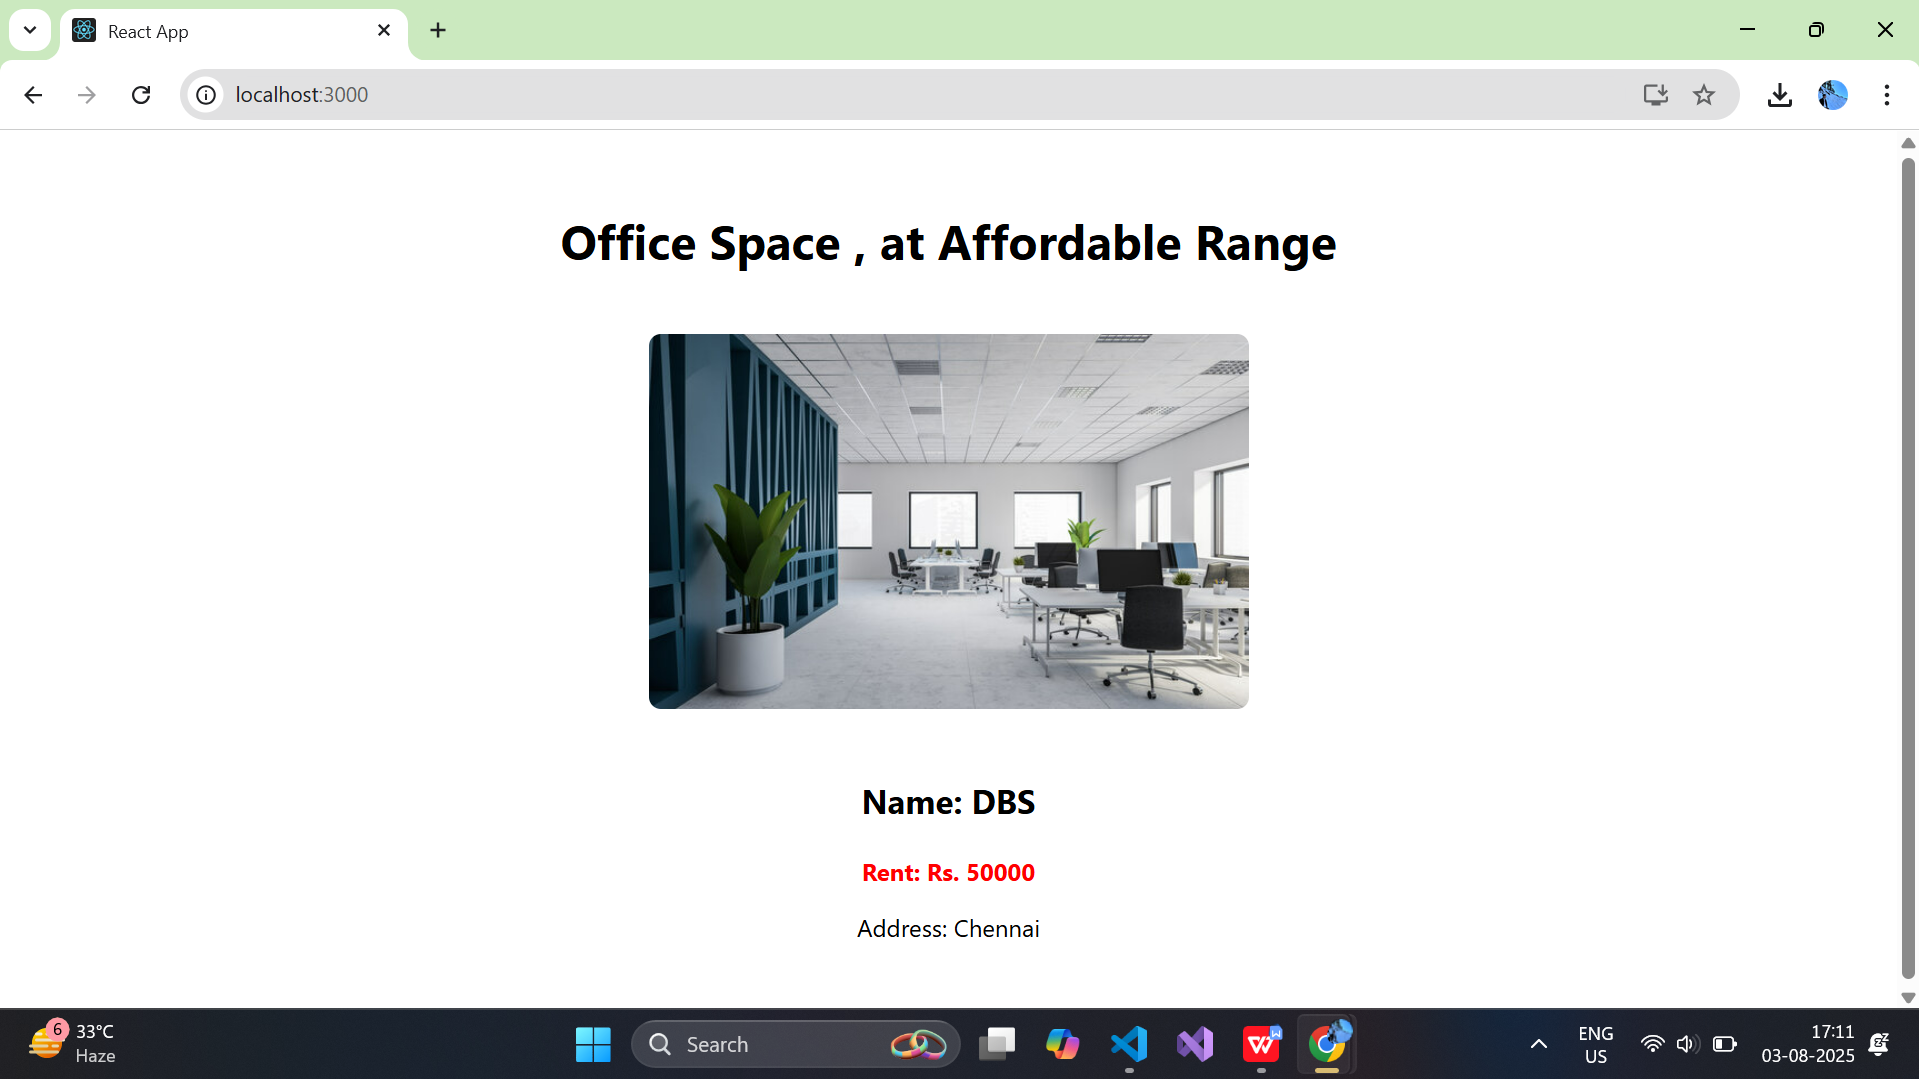 React App
localhost:3000
Office Space , at Affordable Range
Name: DBS
Rent: Rs. 50000
Address: Chennai
6
33°C
Haze
Search
W
ENG
US
17:11
03-08-2025